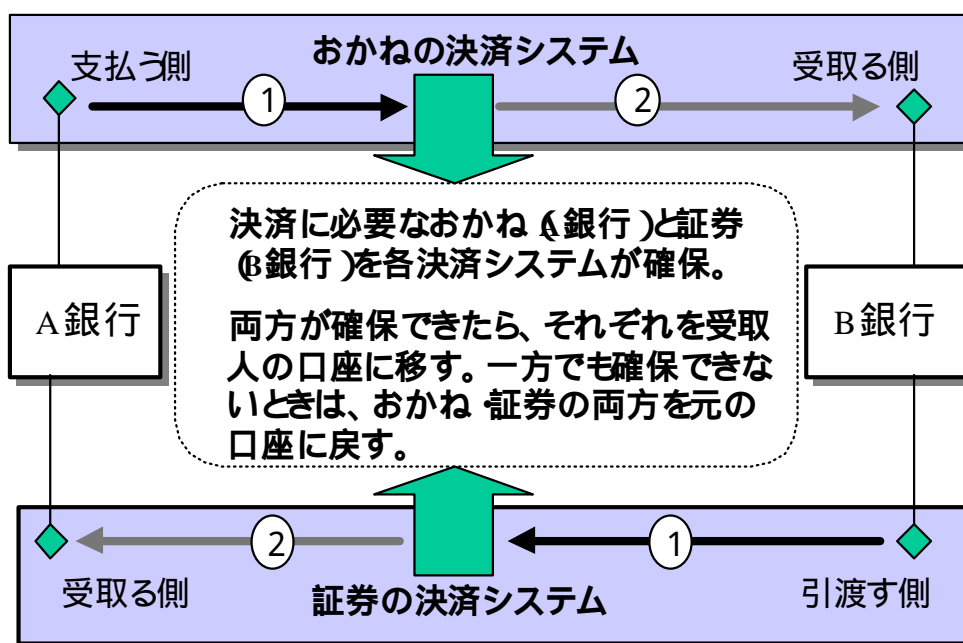 おかねの決済システム
支払う側
受取る側
1
2
決済に必要なおかね(A銀行)と証券
(B銀行)を各決済システムが確保。
両方が確保できたら、それぞれを受取
人の口座に移す。一方でも確保できな
いときは、おかね・証券の両方を元の
口座に戻す。
A銀行
B銀行
2
1
受取る側
引渡す側
証券の決済システム